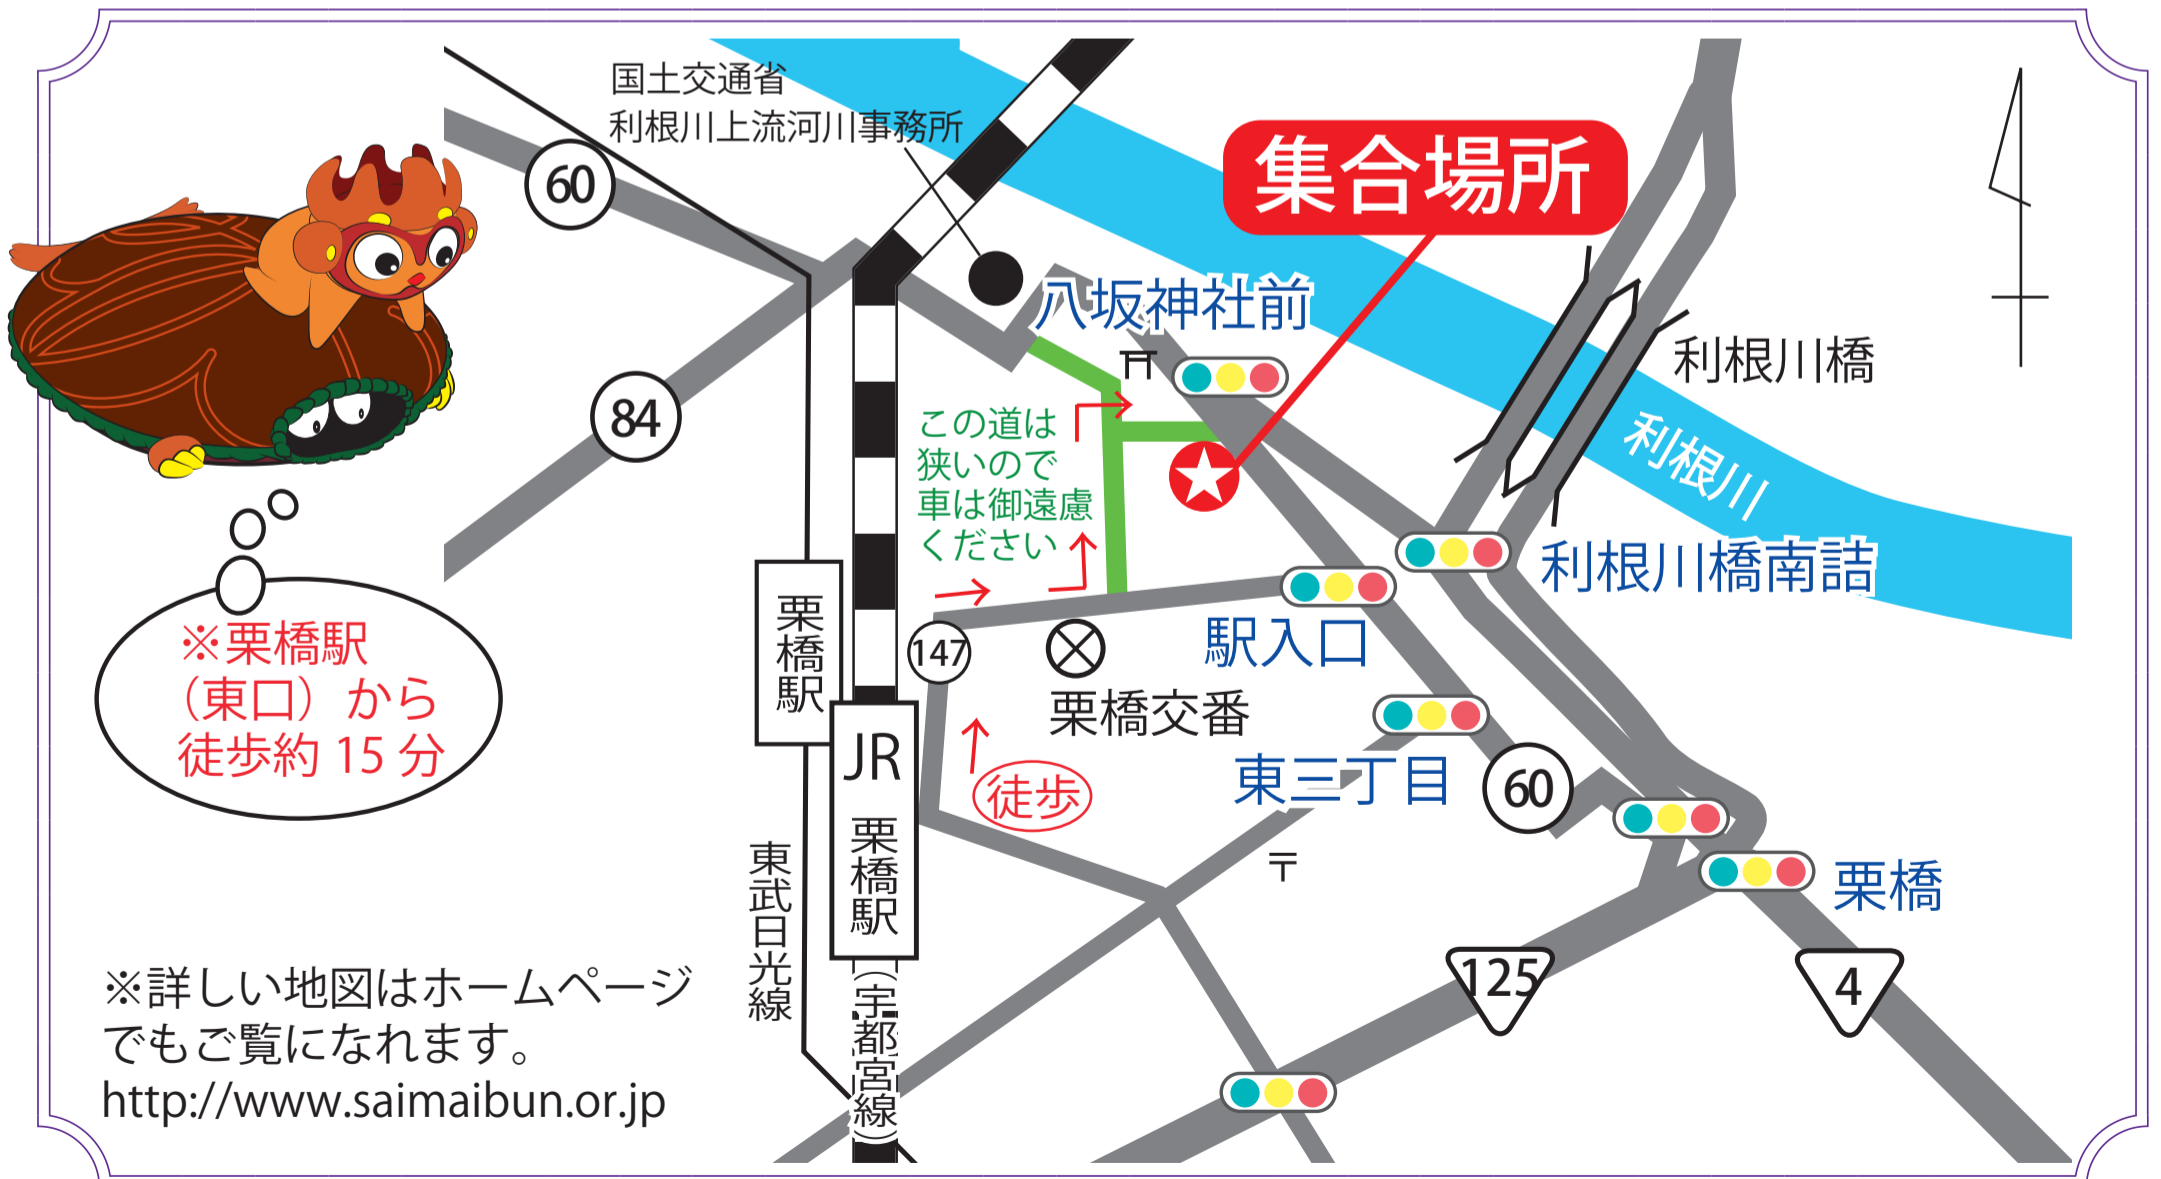 国土交通省
利根川上流河川事務所
集合場所
60
八坂神社前
利根川橋
84
この道は
狭いので
車は御遠慮
ください
利根川
利根川橋南詰
栗橋駅
147
駅入口
※栗橋駅
（東口）から
徒歩約 15 分
栗橋交番
JR
栗橋駅
徒歩
東三丁目
60
〒
東武日光線
栗橋
125
4
（宇都宮線）
※詳しい地図はホームページ
でもご覧になれます。
http://www.saimaibun.or.jp